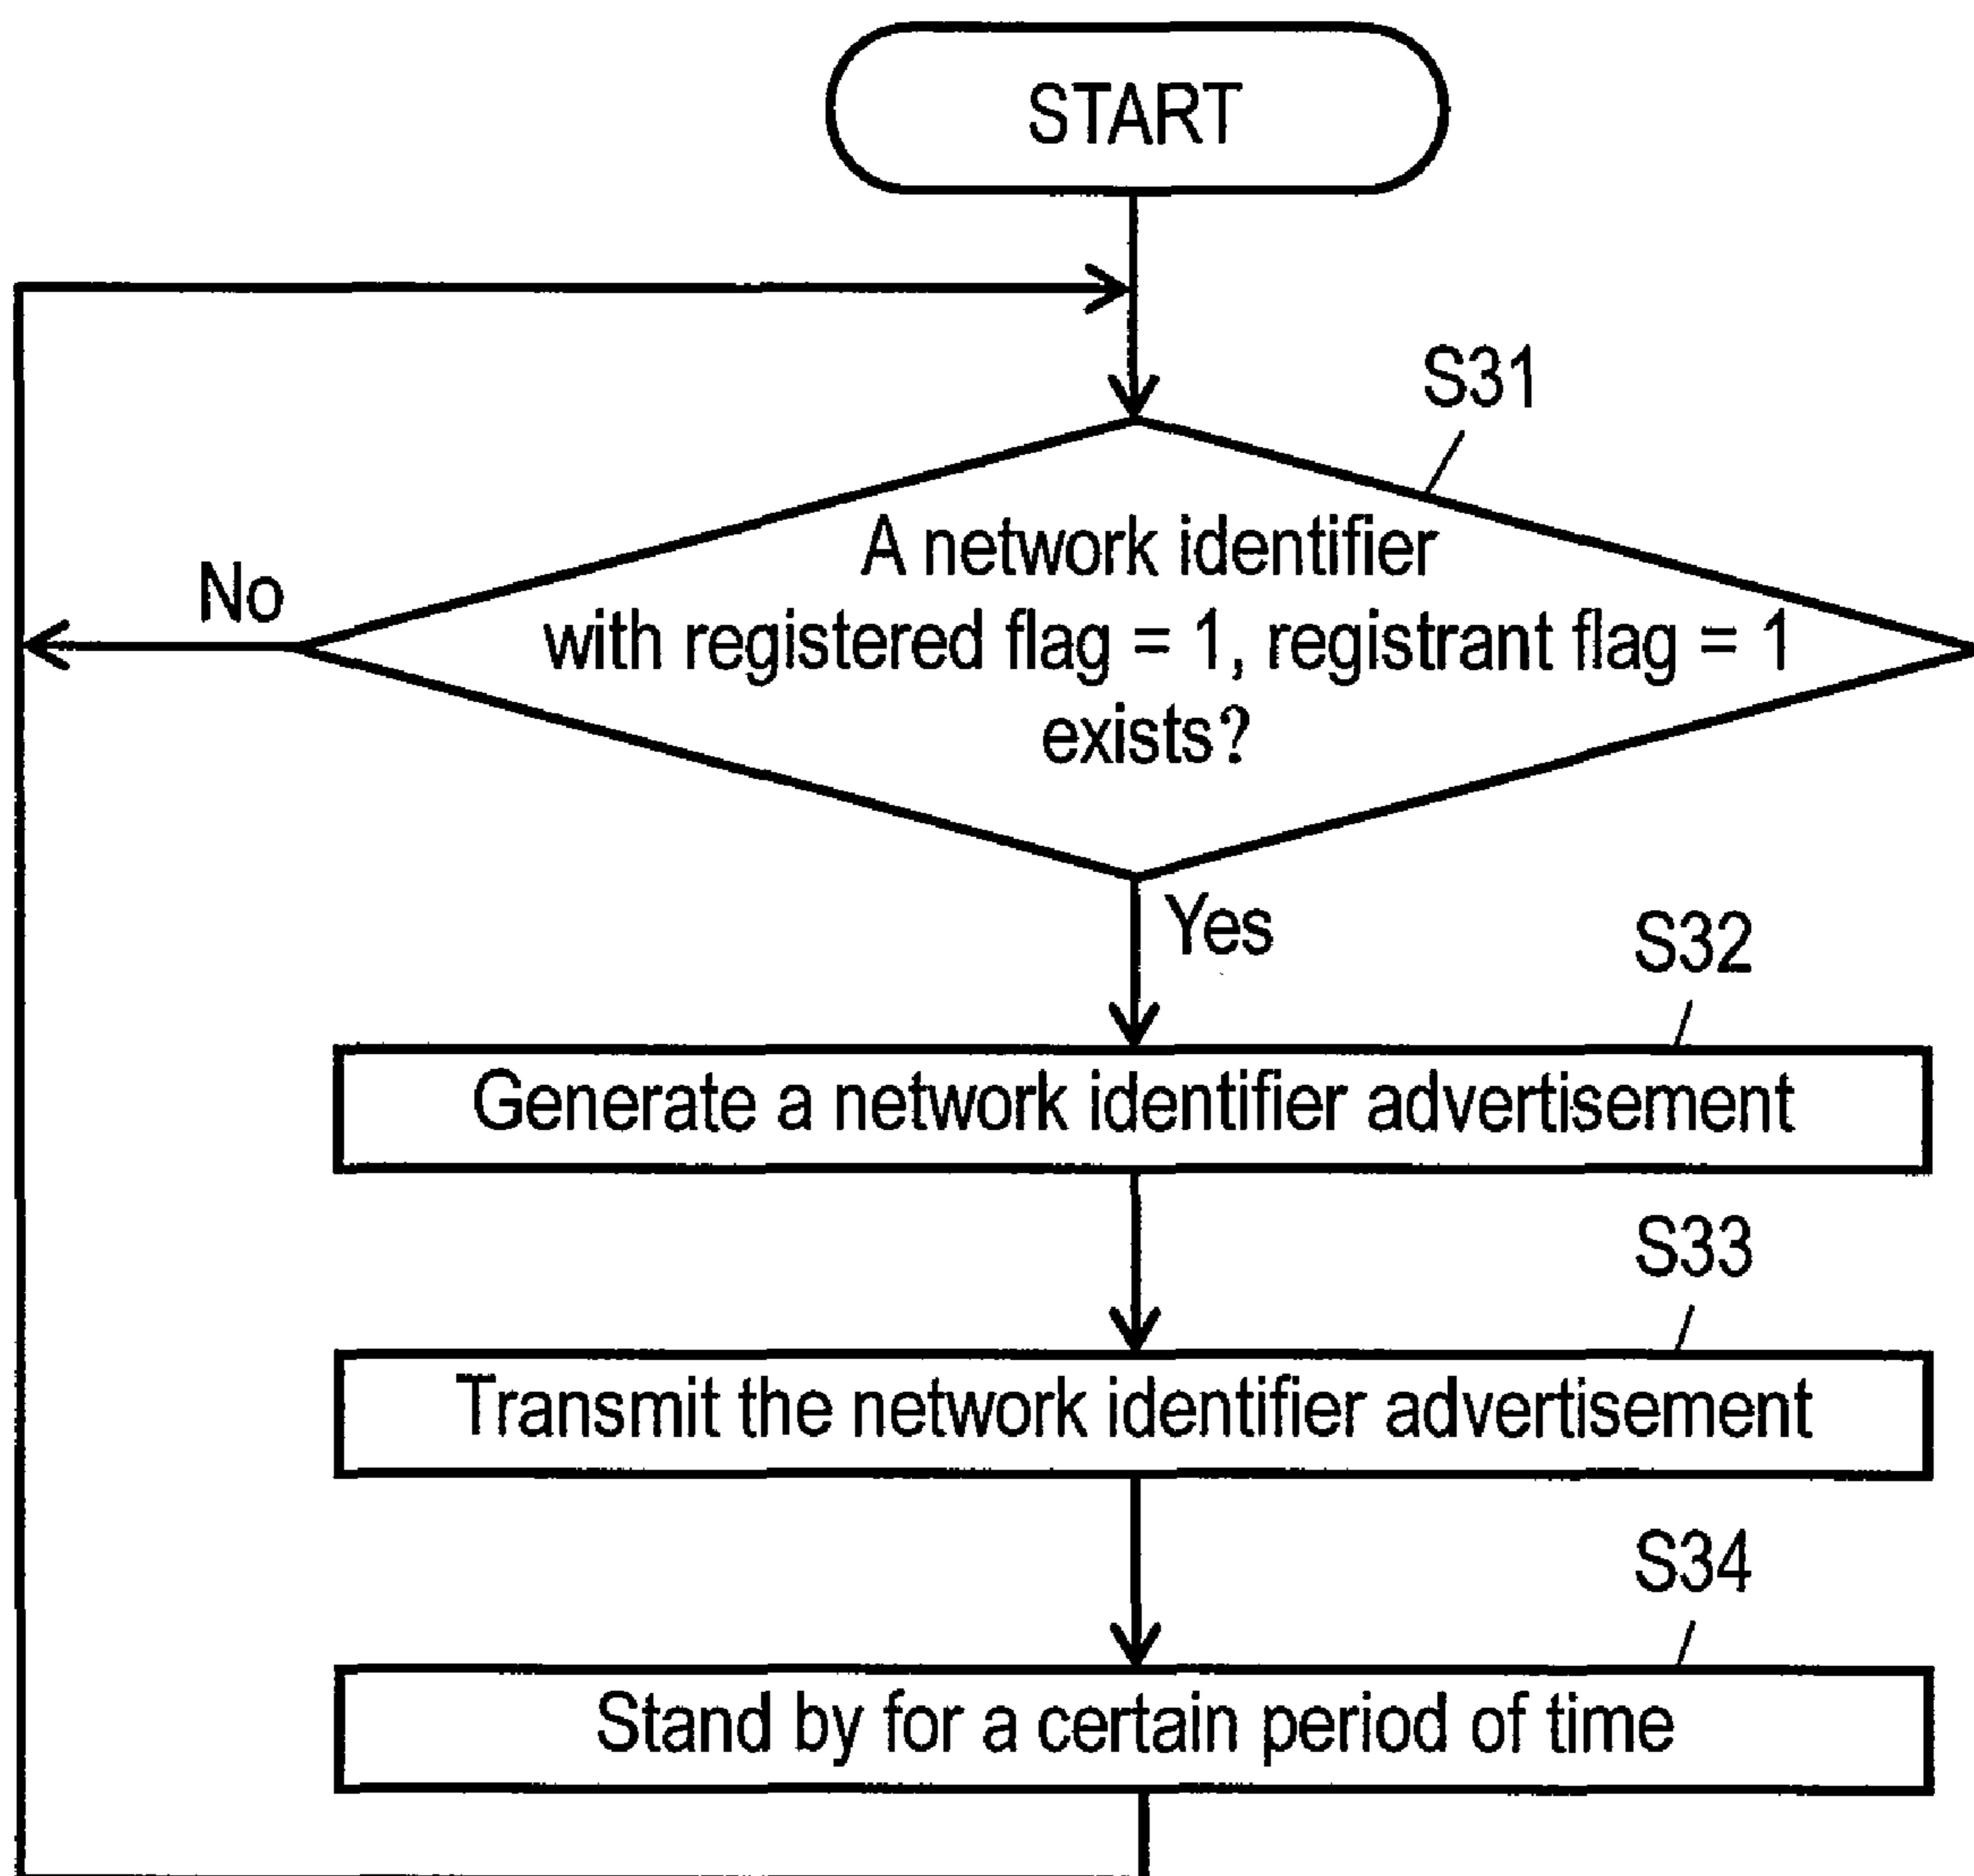 START
S31
A network identifier
No
with registered flag = 1, registrant flag = 1
exists?
Yes
S32
Generate a network identifier advertisement
S33
Transmit the network identifier advertisement
S34
Stand by for a certain period of time